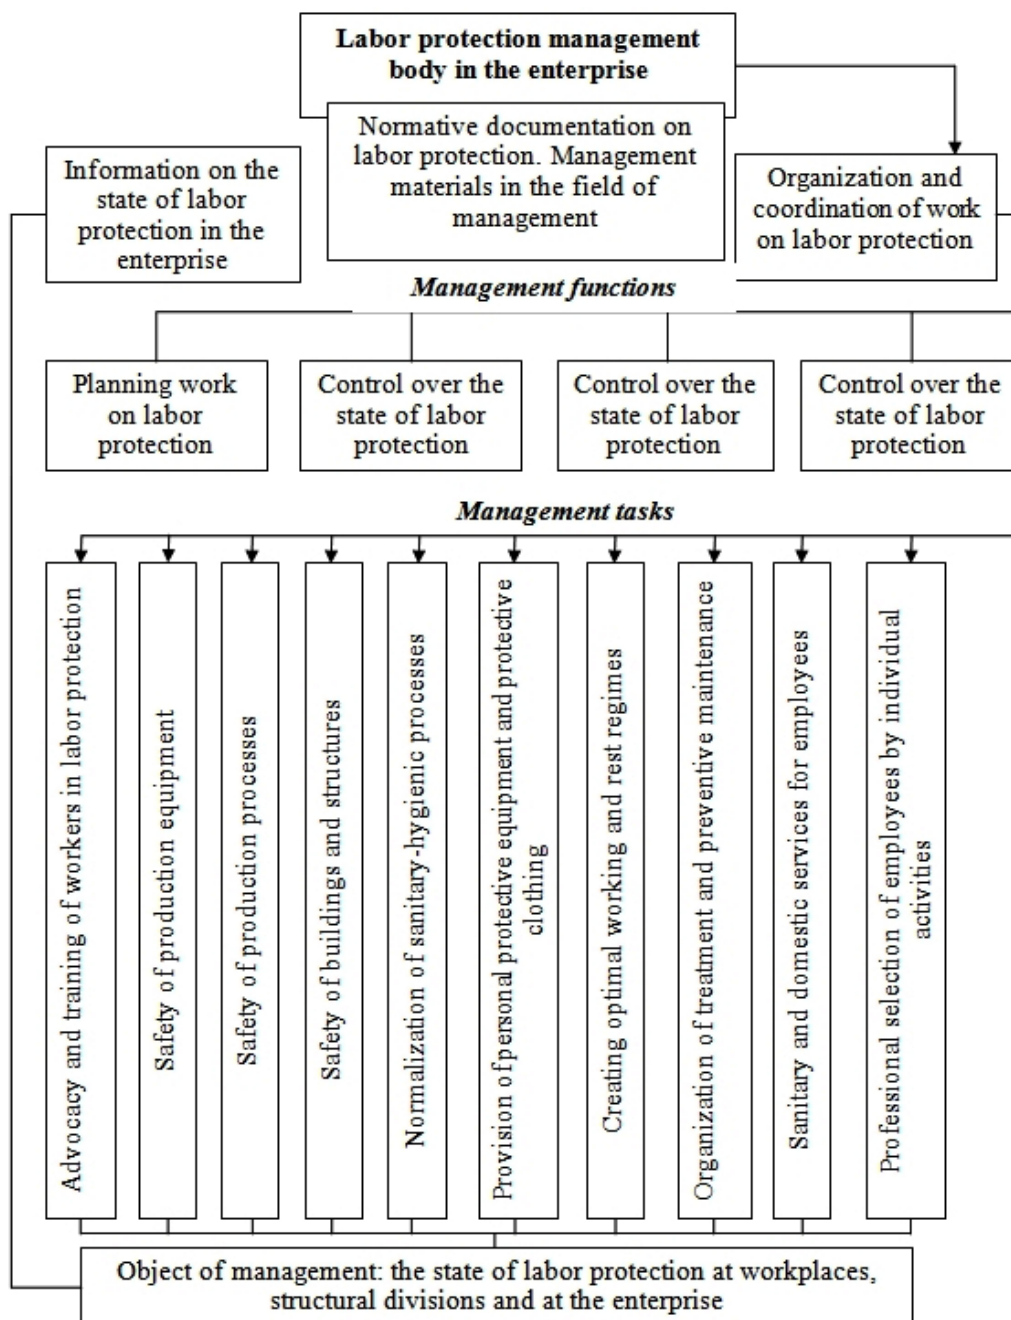 Labor protection management
body in the enterprise
Normative documentation on
labor protection. Management
materials in the field of
management
Information on the
state of labor
protection in the
enterprise
Organization and
coordination of work
on labor protection
Management functions
Planning work
on labor
protection
Control over the
state of labor
protection
Control over the
state of labor
protection
Control over the
state of labor
protection
Management tasks
Advocacy and training of workers in labor protection
Safety of production equipment
Safety of production processes
Safety of buildings and structures
Normalization of sanitary-hygienic processes
Provision of personal protective equipment and protective
clothing
Creating optimal working and rest regimes
Organization of treatment and preventive maintenance
Sanitary and domestic services for employees
Professional selection of employees by individual
activities
Object of management: the state of labor protection at workplaces,
structural divisions and at the enterprise